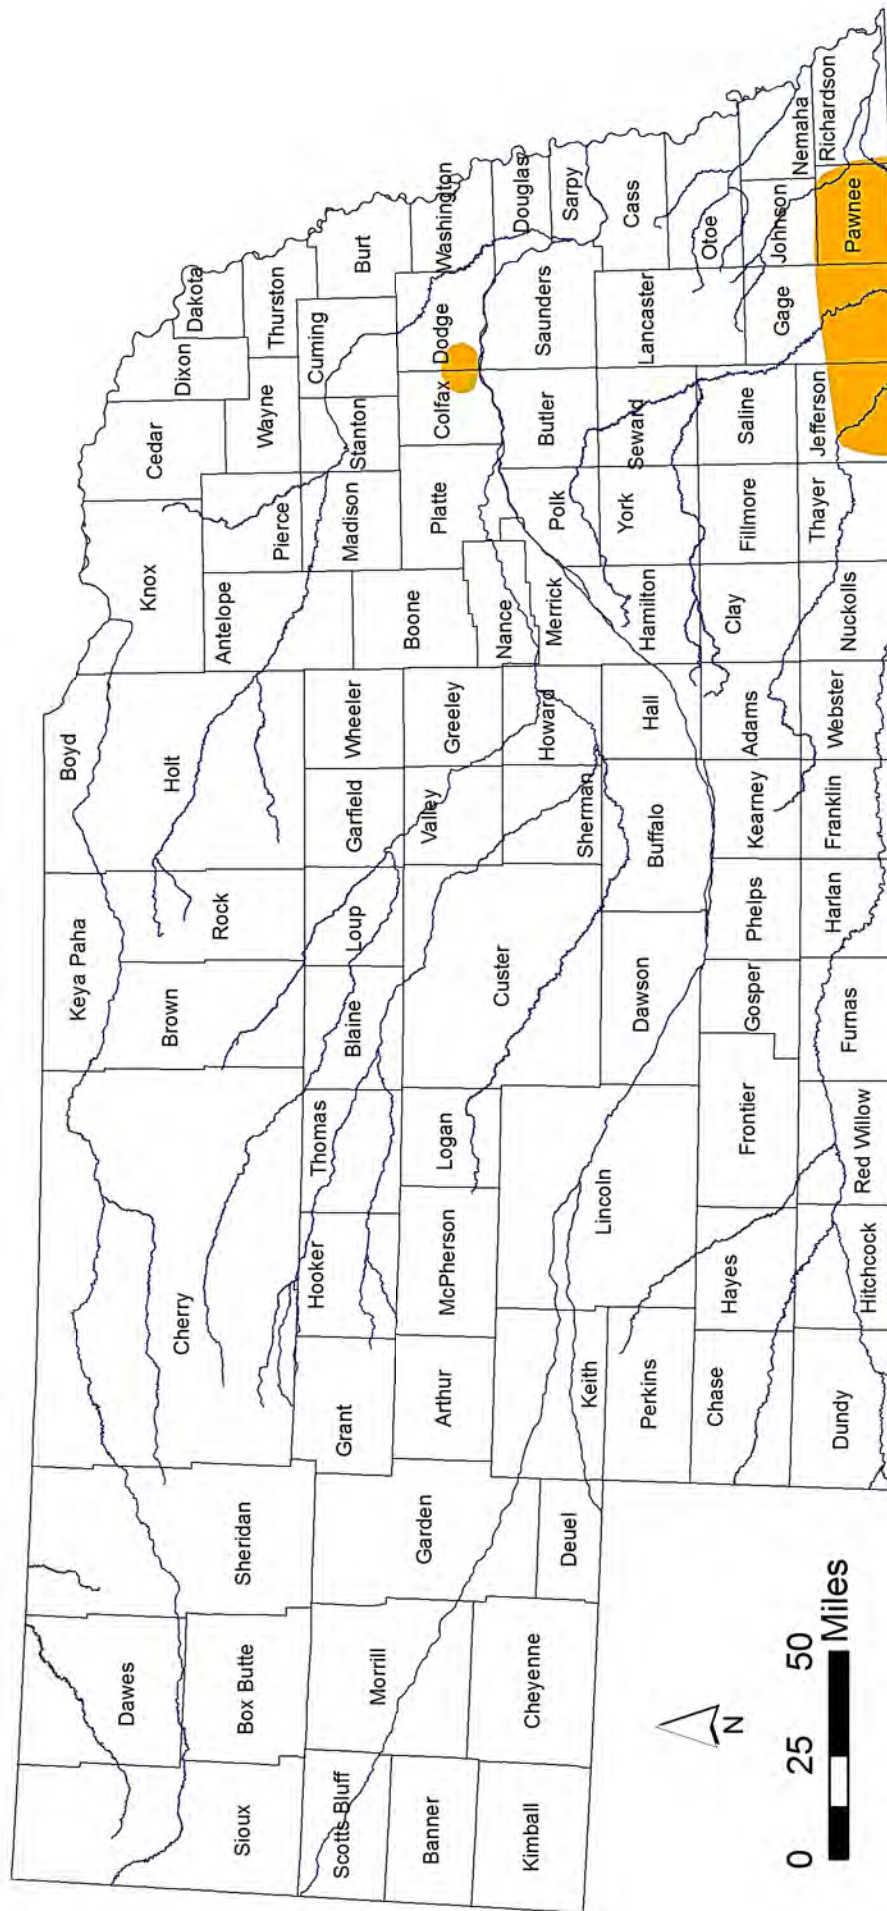 Sioux
Dawes
Sheridan
Cherry
Keya Paha
Boyd
Brown
Rock
Holt
Knox
Cedar
Dixon
Dakota
Box Butte
Antelope
Pierce
Wayne
Thurston
Scotts Bluff
Morrill
Garden
Grant
Hooker
Thomas
Blaine
Loup
Garfield
Wheeler
Madison
Stanton
Cuming
Burt
Banner
Arthur
McPherson
Logan
Custer
Valley
Greeley
Boone
Platte
Colfax
Dodge
Washington
Kimball
Cheyenne
Deuel
Keith
Lincoln
Sherman
Howard
Nance
Merrick
Polk
Butler
Saunders
Douglas
Sarpy
Perkins
Dawson
Buffalo
Hall
Hamilton
York
Seward
Lancaster
Cass
Otoe
Chase
Hayes
Frontier
Gosper
Phelps
Kearney
Adams
Clay
Fillmore
Saline
Gage
Johnson
Nemaha
Dundy
Hitchcock
Red Willow
Furnas
Harlan
Franklin
Webster
Nuckolls
Thayer
Jefferson
Pawnee
Richardson
N
0 25 50
Miles